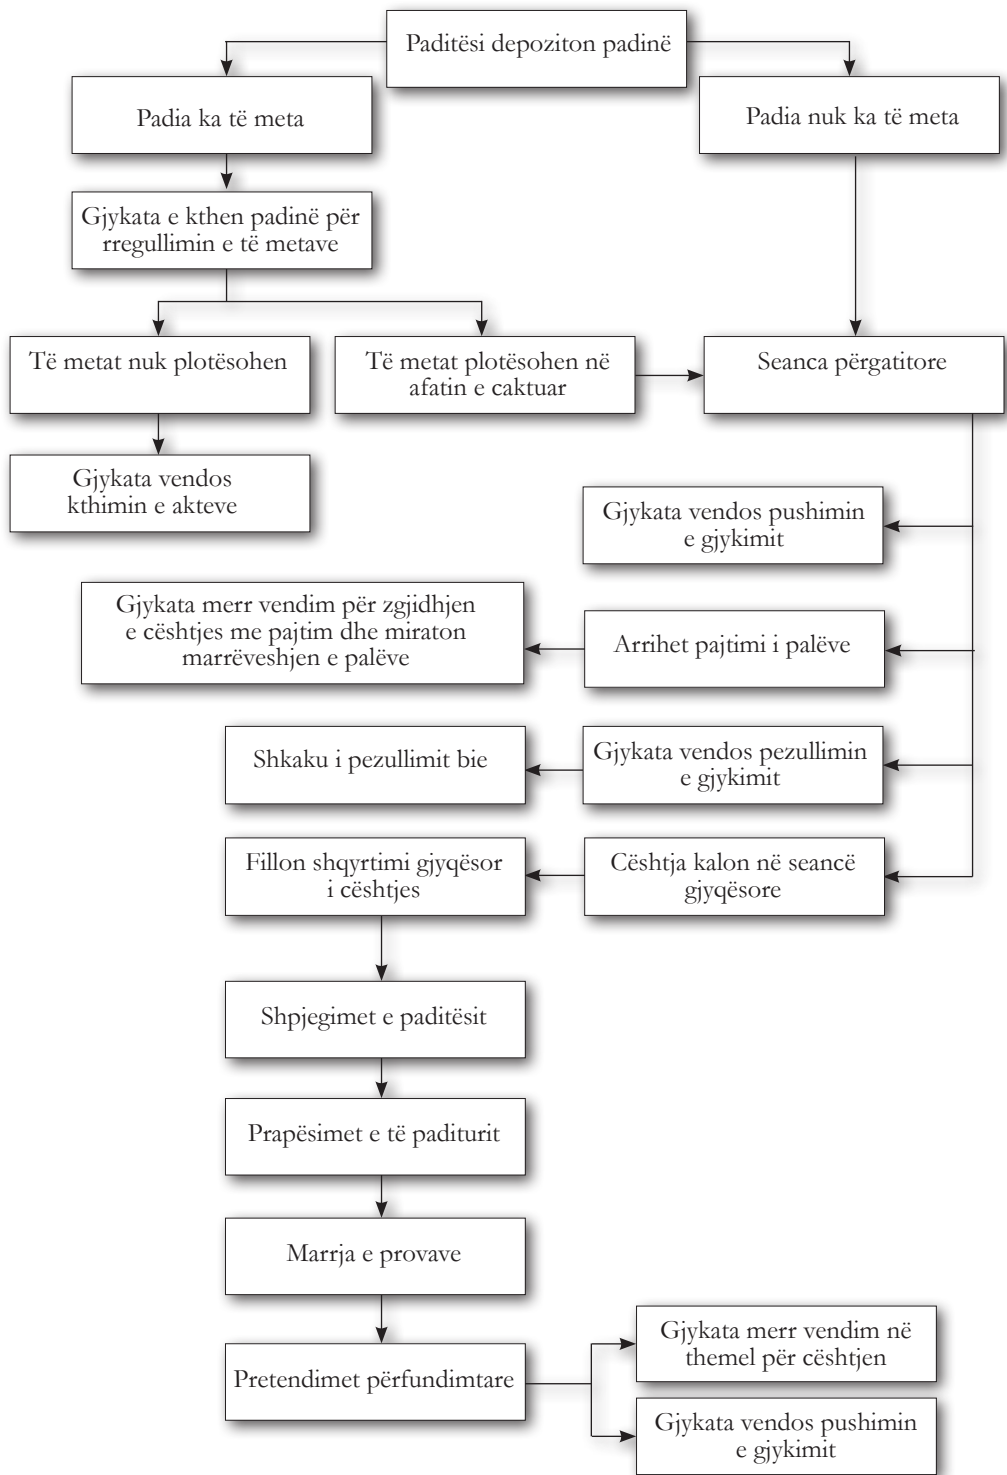 Paditësi depoziton padinë
Padia ka të meta
Padia nuk ka të meta
Gjykata e kthen padinë për
rregullimin e të metave
Të metat nuk plotësohen
Të metat plotësohen në
afatin e caktuar
Seanca përgatitore
Gjykata vendos
kthimin e akteve
Gjykata vendos pushimin
e gjykimit
Gjykata merr vendim për zgjidhjen
e cështjes me pajtim dhe miraton
marrëveshjen e palëve
Arrihet pajtimi i palëve
Shkaku i pezullimit bie
Gjykata vendos pezullimin
e gjykimit
Fillon shqyrtimi gjyqësor
i cështjes
Cështja kalon në seancë
gjyqësore
Shpjegimet e paditësit
Prapësimet e të paditurit
Marrja e provave
Pretendimet përfundimtare
Gjykata merr vendim në
themel për cështjen
Gjykata vendos pushimin
e gjykimit